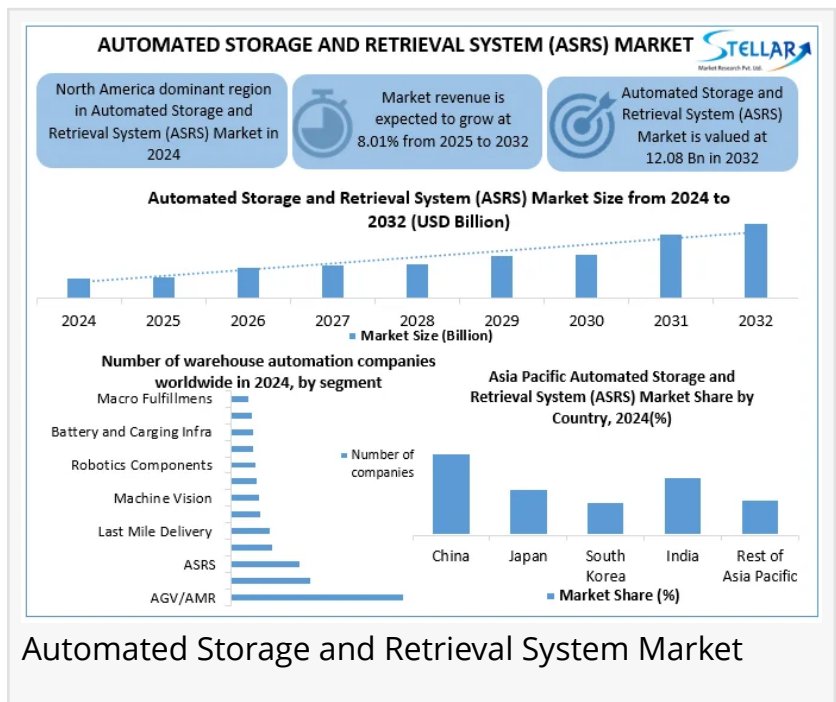 AUTOMATED STORAGE AND RETRIEVAL SYSTEM (ASRS) MARKET
STELLAR
Market Research Pvt. Ltd.
North America dominant region
in Automated Storage and
Retrieval System (ASRS) Market in
2024
Market revenue is
expected to grow at
8.01% from 2025 to 2032
Automated Storage and
Retrieval System (ASRS)
Market is valued at
12.08 Bn in 2032
Automated Storage and Retrieval System (ASRS) Market Size from 2024 to
2032 (USD Billion)
2024 2025 2026 2027 2028 2029 2030 2031 2032
Market Size (Billion)
Number of warehouse automation companies
worldwide in 2024, by segment
Macro Fulfillmens
Battery and Carging Infra
Robotics Components
Machine Vision
Last Mile Delivery
ASRS
AGV/AMR
Number of
companies
Asia Pacific Automated Storage and
Retrieval System (ASRS) Market Share by
Country, 2024(%)
China Japan South India Rest of
Korea Asia Pacific
Market Share (%)
Automated Storage and Retrieval System Market